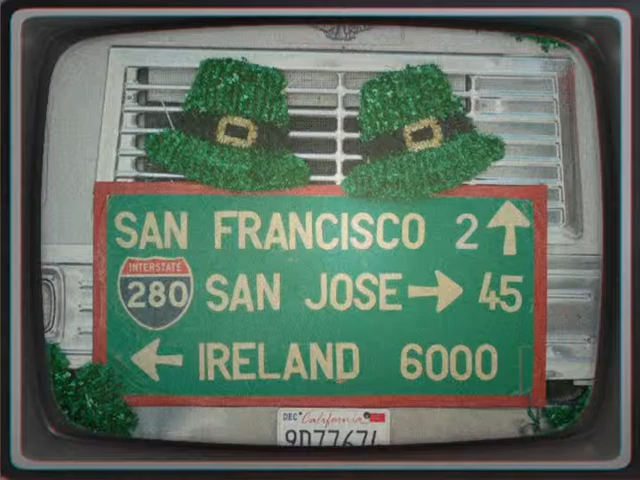 SAN FRANCISCO 2 ↑
INTERSTATE
280 SAN JOSE → 45
← IRELAND 6000
DEC California